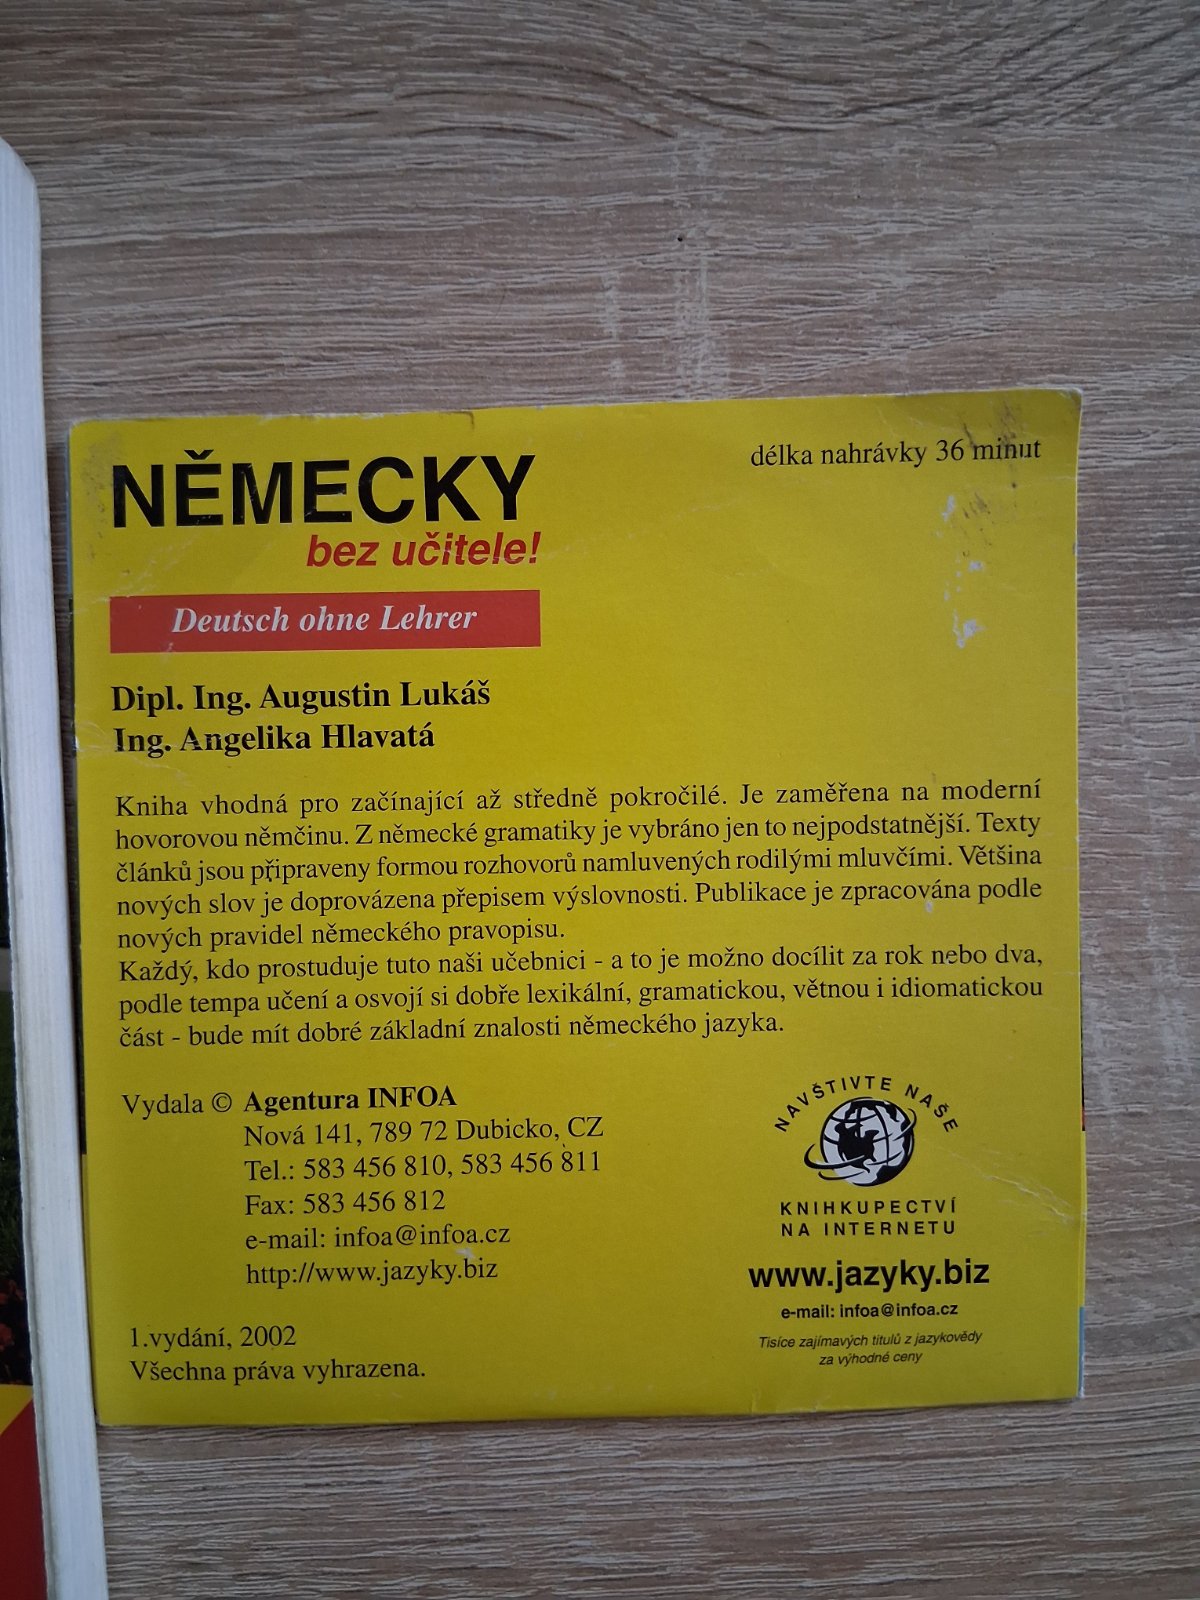 NĚMECKY
bez učitele!
délka nahrávky 36 minut
Deutsch ohne Lehrer
Dipl. Ing. Augustin Lukáš
Ing. Angelika Hlavatá
Kniha vhodná pro začínající až středně pokročilé. Je zaměřena na moderní
hovorovou němčinu. Z německé gramatiky je vybráno jen to nejpodstatnější. Texty
článků jsou připraveny formou rozhovorů namluvených rodilými mluvčími. Většina
nových slov je doprovázena přepisem výslovnosti. Publikace je zpracována podle
nových pravidel německého pravopisu.
Každý, kdo prostuduje tuto naši učebnici - a to je možno docílit za rok nebo dva,
podle tempa učení a osvojí si dobře lexikální, gramatickou, větnou i idiomatickou
část - bude mít dobré základní znalosti německého jazyka.
Vydala © Agentura INFOA
Nová 141, 789 72 Dubicko, CZ
Tel.: 583 456 810, 583 456 811
Fax: 583 456 812
e-mail: infoa@infoa.cz
http://www.jazyky.biz
1.vydání, 2002
Všechna práva vyhrazena.
NAVŠTIVTE NAŠE
KNIHKUPECTVÍ
NA INTERNETU
www.jazyky.biz
e-mail: infoa@infoa.cz
Tisíce zajímavých titulů z jazykovědy
za výhodné ceny